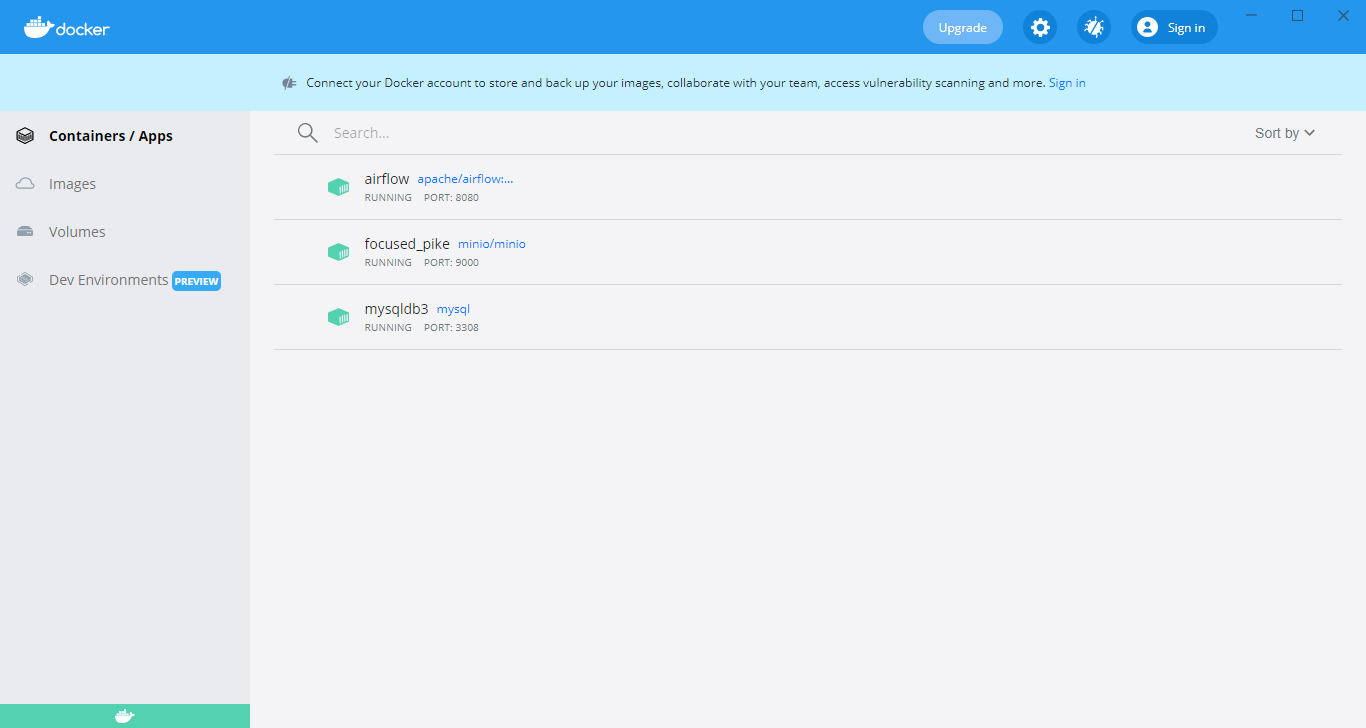 docker
Upgrade
Sign in
Connect your Docker account to store and back up your images, collaborate with your team, access vulnerability scanning and more. Sign in
Containers / Apps
Images
Volumes
Dev Environments PREVIEW
Search...
Sort by
airflow apache/airflow:...
RUNNING PORT: 8080
focused_pike minio/minio
RUNNING PORT: 9000
mysqldb3 mysql
RUNNING PORT: 3308